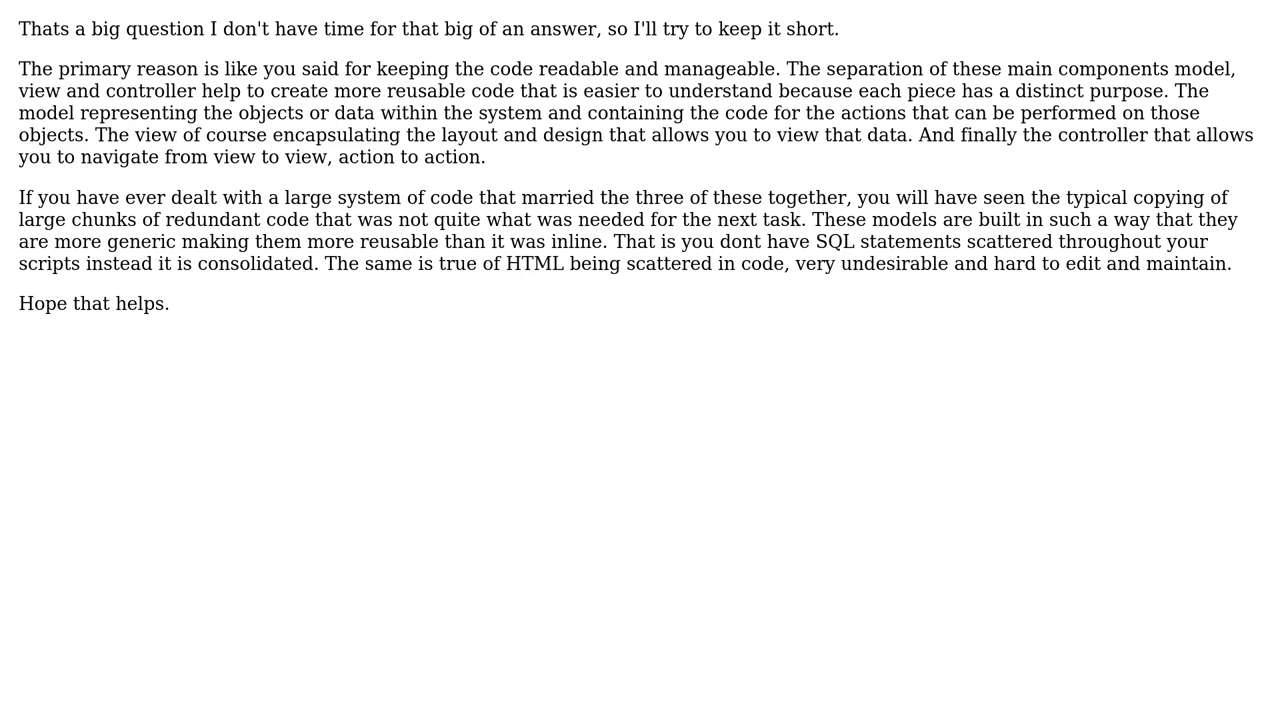 Thats a big question I don't have time for that big of an answer, so I'll try to keep it short.
The primary reason is like you said for keeping the code readable and manageable. The separation of these main components model,
view and controller help to create more reusable code that is easier to understand because each piece has a distinct purpose. The
model representing the objects or data within the system and containing the code for the actions that can be performed on those
objects. The view of course encapsulating the layout and design that allows you to view that data. And finally the controller that allows
you to navigate from view to view, action to action.
If you have ever dealt with a large system of code that married the three of these together, you will have seen the typical copying of
large chunks of redundant code that was not quite what was needed for the next task. These models are built in such a way that they
are more generic making them more reusable than it was inline. That is you dont have SQL statements scattered throughout your
scripts instead it is consolidated. The same is true of HTML being scattered in code, very undesirable and hard to edit and maintain.
Hope that helps.